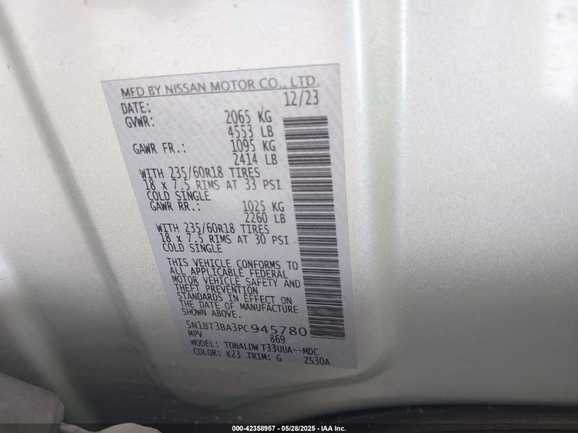 MFD BY NISSAN MOTOR CO., LTD.
DATE: 12/23
GVWR: 2065 KG
4553 LB
GAWR FR.: 1095 KG
2414 LB
WITH 235/60R18 TIRES
18 x 7.5 RIMS AT 33 PSI
COLD SINGLE
GAWR RR.: 1025 KG
2260 LB
WITH 235/60R18 TIRES
18 x 7.5 RIMS AT 30 PSI
COLD SINGLE
THIS VEHICLE CONFORMS TO
ALL APPLICABLE FEDERAL
MOTOR VEHICLE SAFETY AND
THEFT PREVENTION
STANDARDS IN EFFECT ON
THE DATE OF MANUFACTURE
SHOWN ABOVE.
5N1BT3BA3PC945780
MPV 869
MODEL: T33UUA--MDC
COLOR: K23 TRIM: G 2S30A
000-42358957 - 05/28/2025 - IAA Inc.